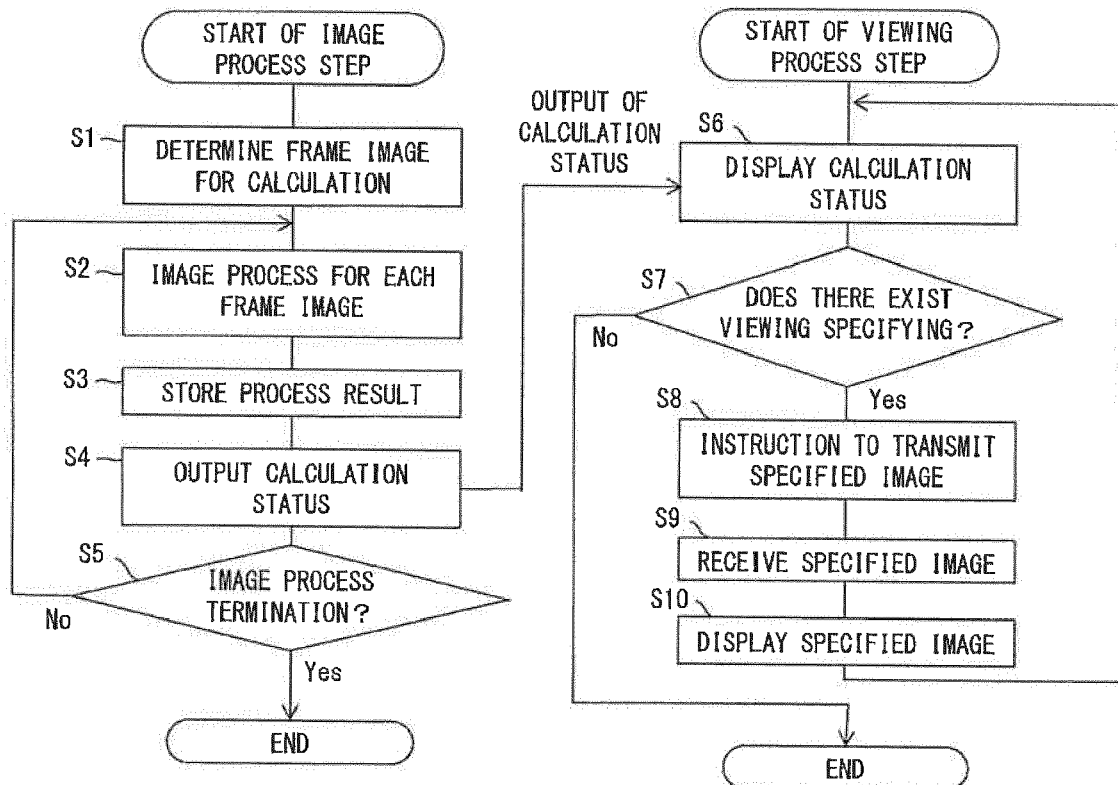 START OF IMAGE
PROCESS STEP
S1
DETERMINE FRAME IMAGE
FOR CALCULATION
S2
IMAGE PROCESS FOR EACH
FRAME IMAGE
S3
STORE PROCESS RESULT
S4
OUTPUT CALCULATION
STATUS
S5
IMAGE PROCESS
TERMINATION?
No
Yes
END
OUTPUT OF
CALCULATION
STATUS
START OF VIEWING
PROCESS STEP
S6
DISPLAY CALCULATION
STATUS
S7
DOES THERE EXIST
VIEWING SPECIFYING?
No
Yes
S8
INSTRUCTION TO TRANSMIT
SPECIFIED IMAGE
S9
RECEIVE SPECIFIED IMAGE
S10
DISPLAY SPECIFIED IMAGE
END